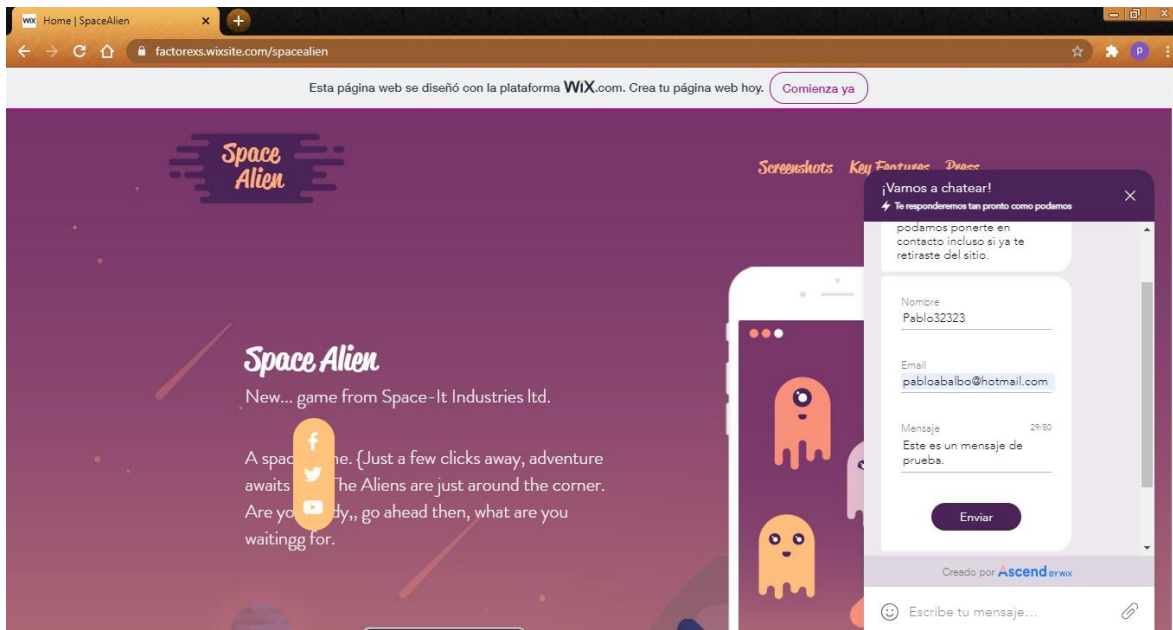 WiX Home | SpaceAlien
factorexs.wixsite.com/spacealien
P
Esta página web se diseñó con la plataforma WiX.com. Crea tu página web hoy. Comienza ya
Space
Alien
Screenshots Key Features Press
¡Vamos a chatear!
Te responderemos tan pronto como podamos
podamos ponerte en
contacto incluso si ya te
retiraste del sitio.
Nombre
Pablo32323
Email
pabloabalbo@hotmail.com
Mensaje 29/80
Este es un mensaje de
prueba.
Enviar
Creado por Ascend BY WIX
Escribe tu mensaje...
Space Alien
New... game from Space-It Industries ltd.
A spac ne. {Just a few clicks away, adventure
awaits The Aliens are just around the corner.
Are yo dy,, go ahead then, what are you
waitingg for.